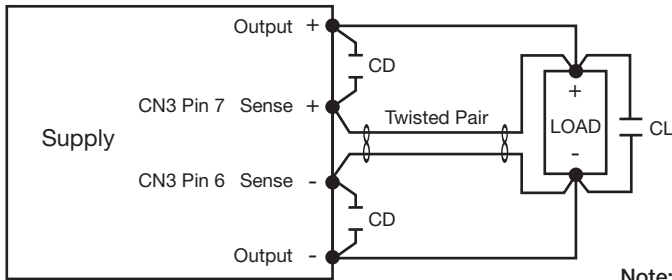 Output +
CD
CN3 Pin 7 Sense +
Twisted Pair
+
LOAD
-
CL
Supply
CN3 Pin 6 Sense -
CD
Output -
Note: